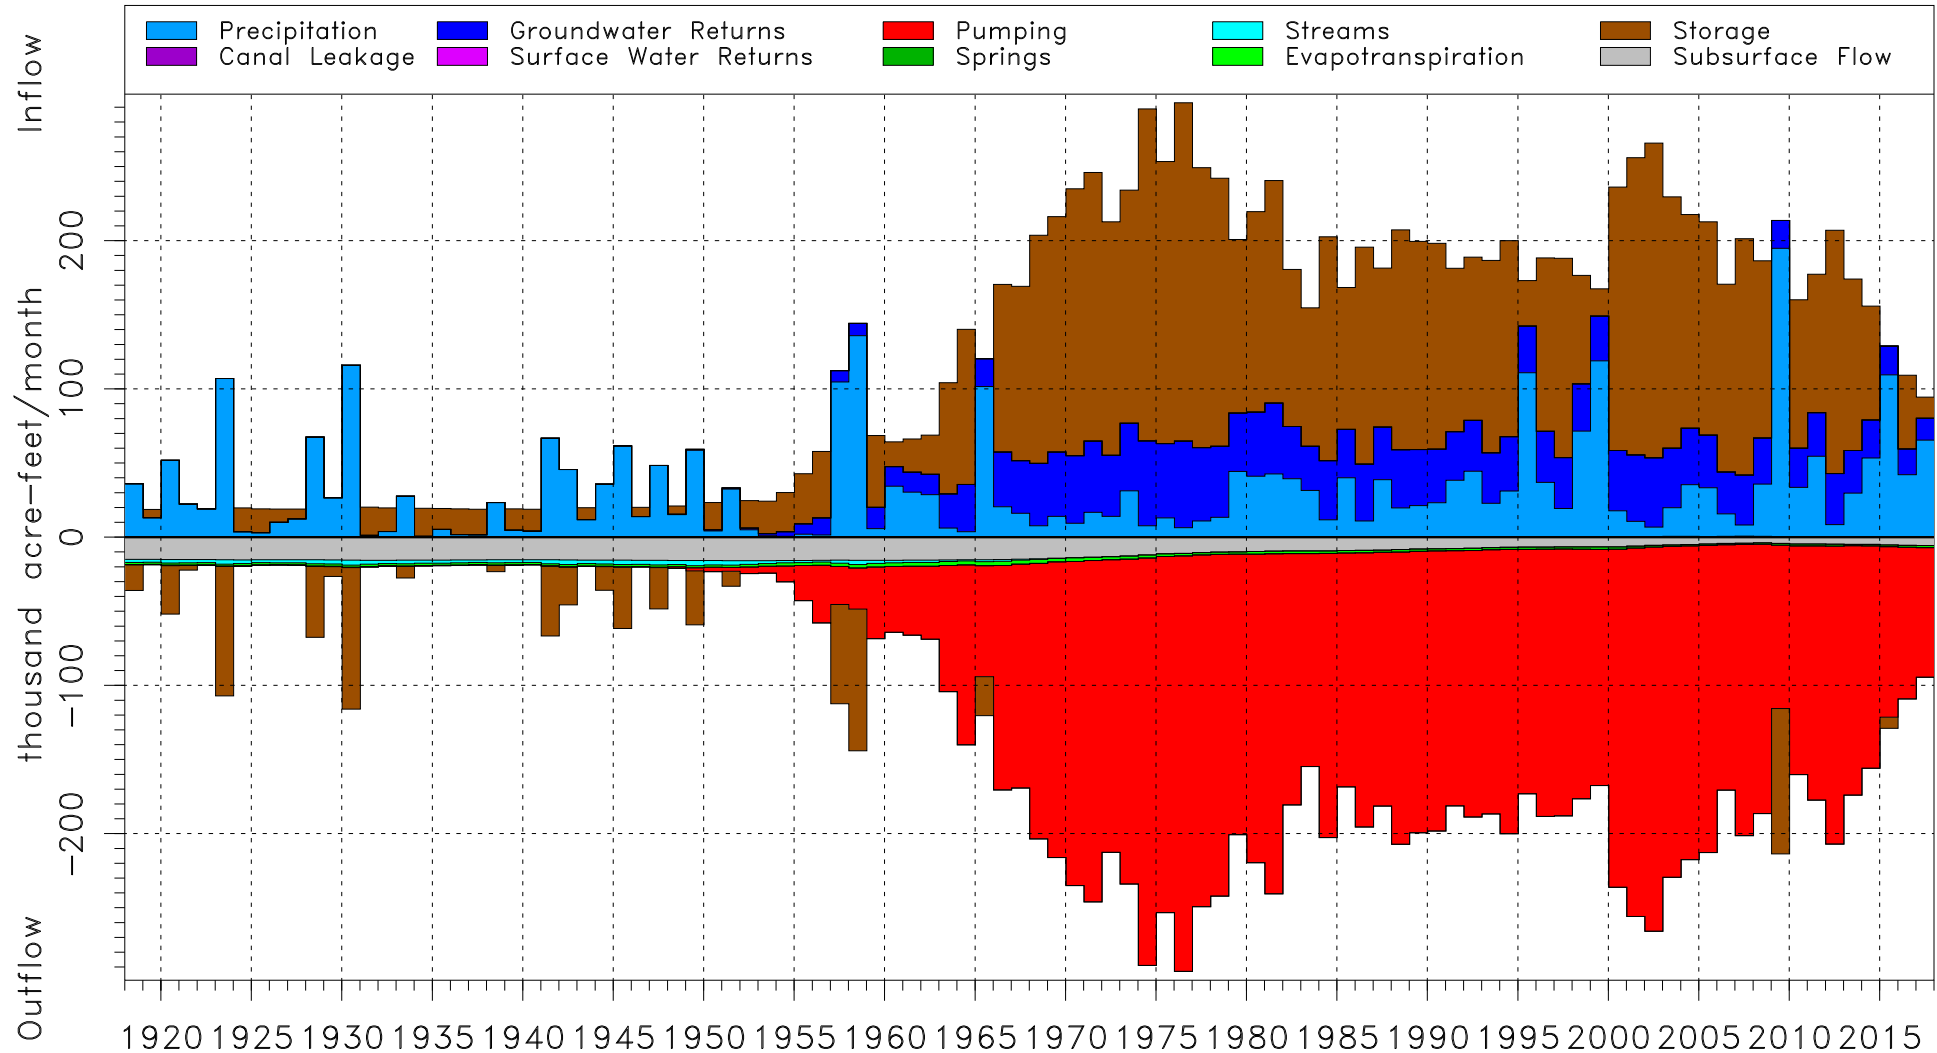 Precipitation Groundwater Returns Pumping Streams Storage
Canal Leakage Surface Water Returns Springs Evapotranspiration Subsurface Flow
Inflow
thousand acre-feet/month
Outflow
200
100
0
-100
-200
1920 1925 1930 1935 1940 1945 1950 1955 1960 1965 1970 1975 1980 1985 1990 1995 2000 2005 2010 2015